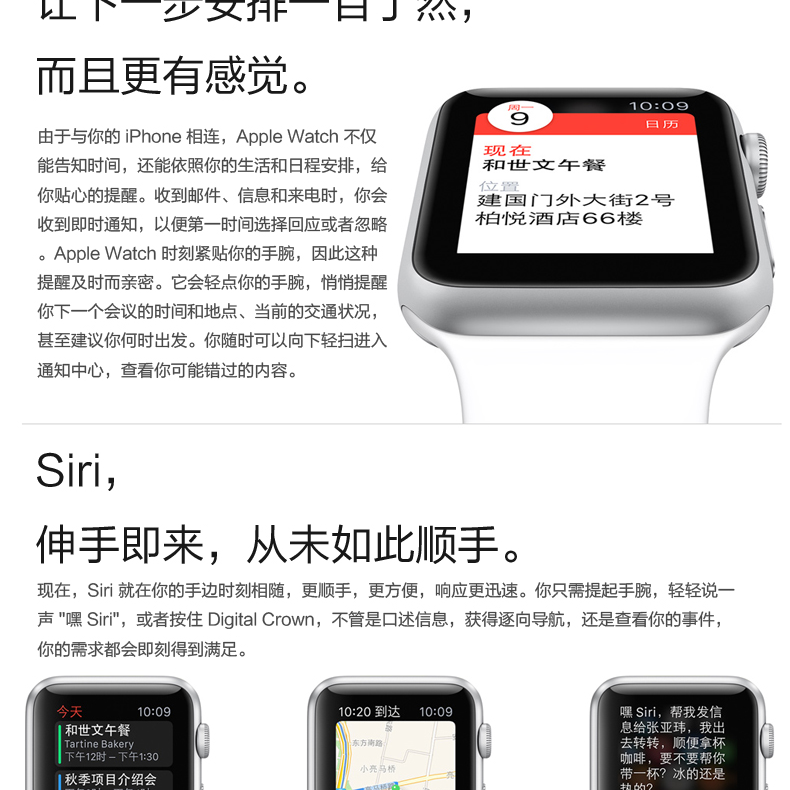 让下一步安排一目了然，
而且更有感觉。
由于与你的 iPhone 相连，Apple Watch 不仅
能告知时间，还能依照你的生活和日程安排，给
你贴心的提醒。收到邮件、信息和来电时，你会
收到即时通知，以便第一时间选择回应或者忽略
。Apple Watch 时刻紧贴你的手腕，因此这种
提醒及时而亲密。它会轻点你的手腕，悄悄提醒
你下一个会议的时间和地点、当前的交通状况，
甚至建议你何时出发。你随时可以向下轻扫进入
通知中心，查看你可能错过的内容。
周一
9
10:09
日历
现在
和世文午餐
位置
建国门外大街2号
柏悦酒店66楼
Siri，
伸手即来，从未如此顺手。
现在，Siri 就在你的手边时刻相随，更顺手，更方便，响应更迅速。你只需提起手腕，轻轻说一
声 "嘿 Siri"，或者按住 Digital Crown，不管是口述信息，获得逐向导航，还是查看你的事件，
你的需求都会即刻得到满足。
今天 10:09
和世文午餐
Tartine Bakery
下午12时 – 下午1:30
秋季项目介绍会
10:20 到达 10:09
东方南路
小亮马桥
嘿 Siri，帮我发信
息给张亚玮，我出
去转转，顺便拿杯
咖啡，要不要帮你
带一杯？冰的还是
热的？